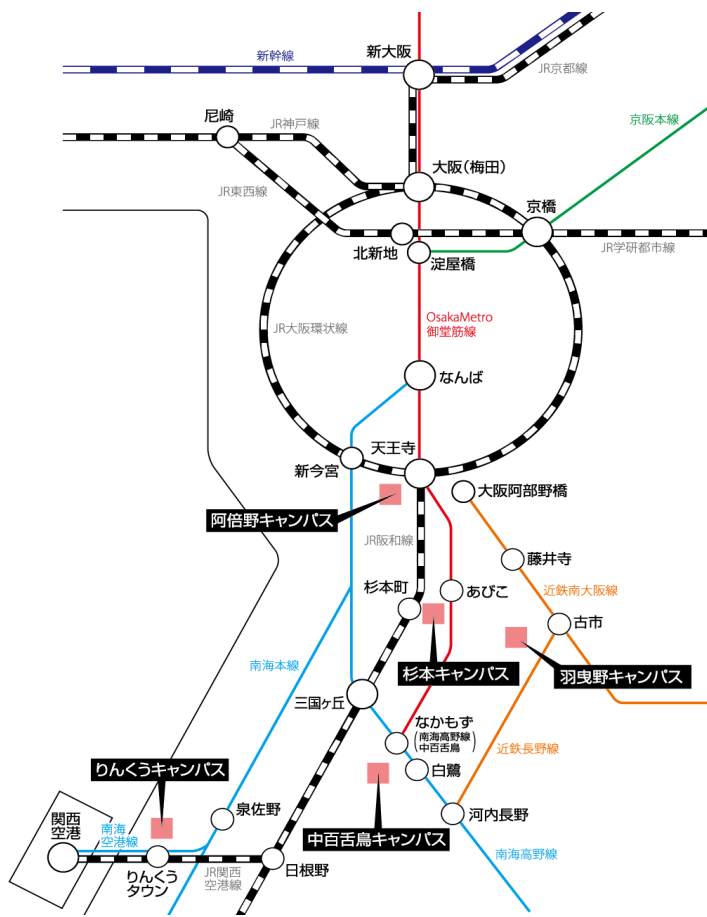 新大阪
新幹線
JR京都線
尼崎
JR神戸線
京阪本線
大阪(梅田)
JR東西線
京橋
北新地
淀屋橋
JR学研都市線
OsakaMetro
御堂筋線
JR大阪環状線
なんば
天王寺
新今宮
大阪阿部野橋
阿倍野キャンパス
JR阪和線
藤井寺
杉本町
あびこ
近鉄南大阪線
古市
南海本線
杉本キャンパス
羽曳野キャンパス
三国ヶ丘
なかもず
(南海高野線
中百舌鳥)
近鉄長野線
りんくうキャンパス
白鷺
泉佐野
河内長野
関西
空港
南海
空港線
中百舌鳥キャンパス
りんくう
タウン
JR関西
空港線
日根野
南海高野線